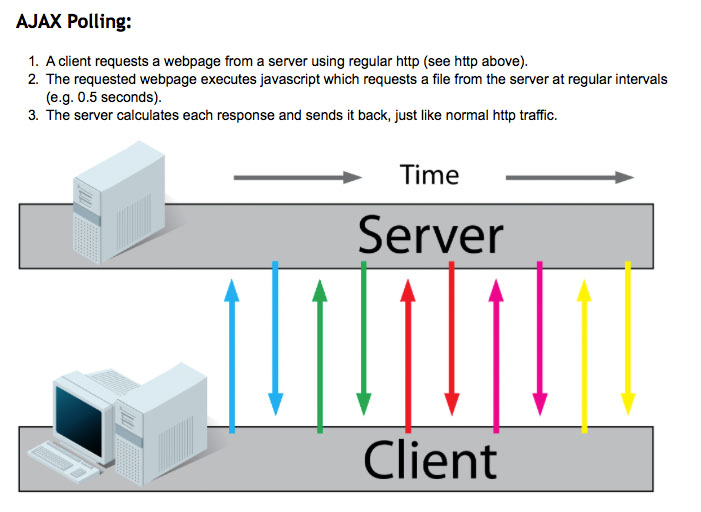 AJAX Polling:
1. A client requests a webpage from a server using regular http (see http above).
2. The requested webpage executes javascript which requests a file from the server at regular intervals
(e.g. 0.5 seconds).
3. The server calculates each response and sends it back, just like normal http traffic.
Time
Server
Client